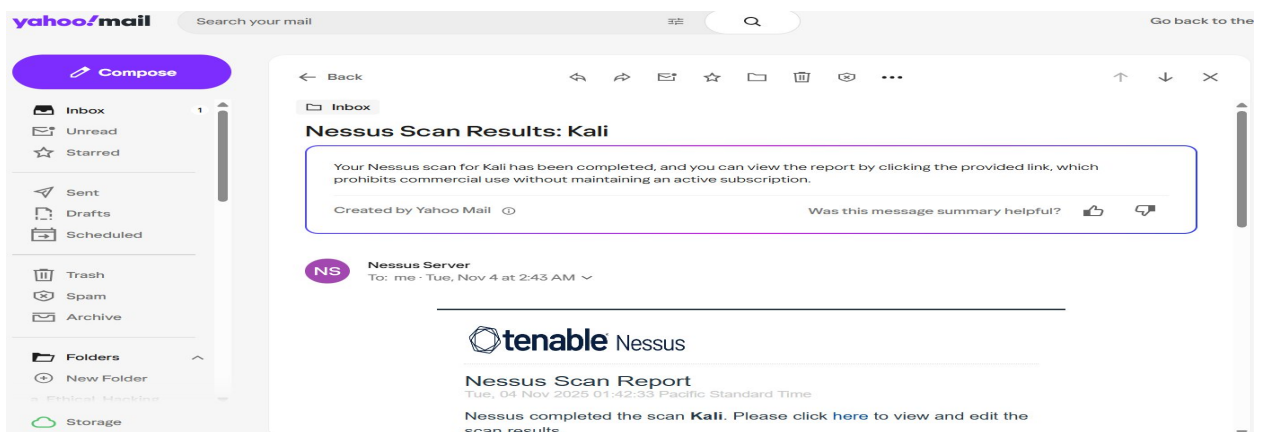 yahoo!mail
Search your mail
Go back to the
Compose
Back
Inbox 1
Unread
Starred
Sent
Drafts
Scheduled
Trash
Spam
Archive
Folders
New Folder
Ethical Hacking
Storage
Inbox
Nessus Scan Results: Kali
Your Nessus scan for Kali has been completed, and you can view the report by clicking the provided link, which
prohibits commercial use without maintaining an active subscription.
Created by Yahoo Mail
Was this message summary helpful?
NS
Nessus Server
To: me · Tue, Nov 4 at 2:43 AM
tenable Nessus
Nessus Scan Report
Tue, 04 Nov 2025 01:42:33 Pacific Standard Time
Nessus completed the scan Kali. Please click here to view and edit the
scan results